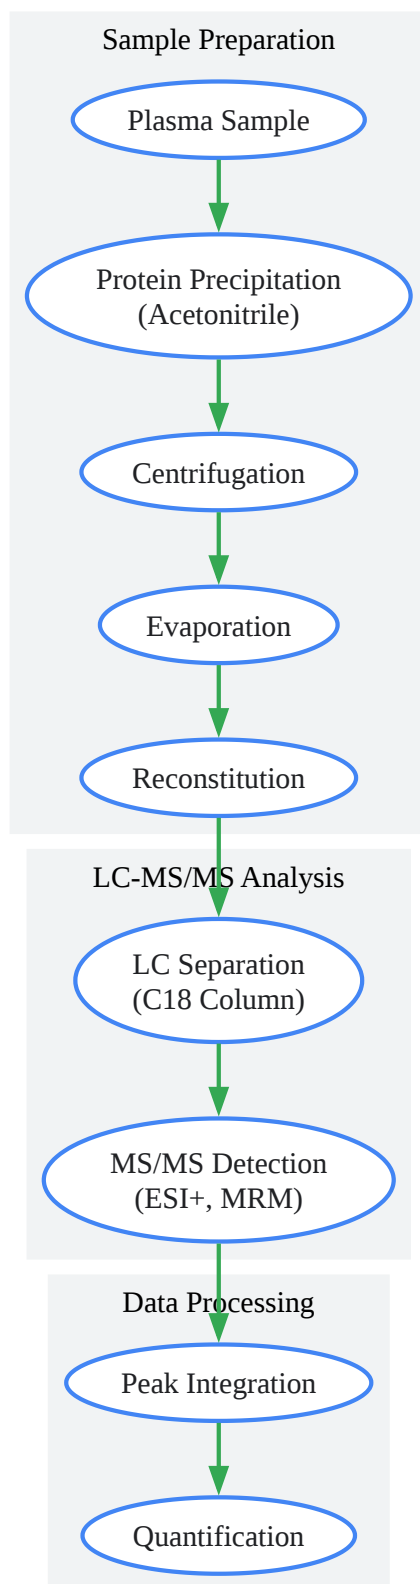 Sample Preparation
Plasma Sample
Protein Precipitation
(Acetonitrile)
Centrifugation
Evaporation
Reconstitution
LC-MS/MS Analysis
LC Separation
(C18 Column)
MS/MS Detection
(ESI+, MRM)
Data Processing
Peak Integration
Quantification